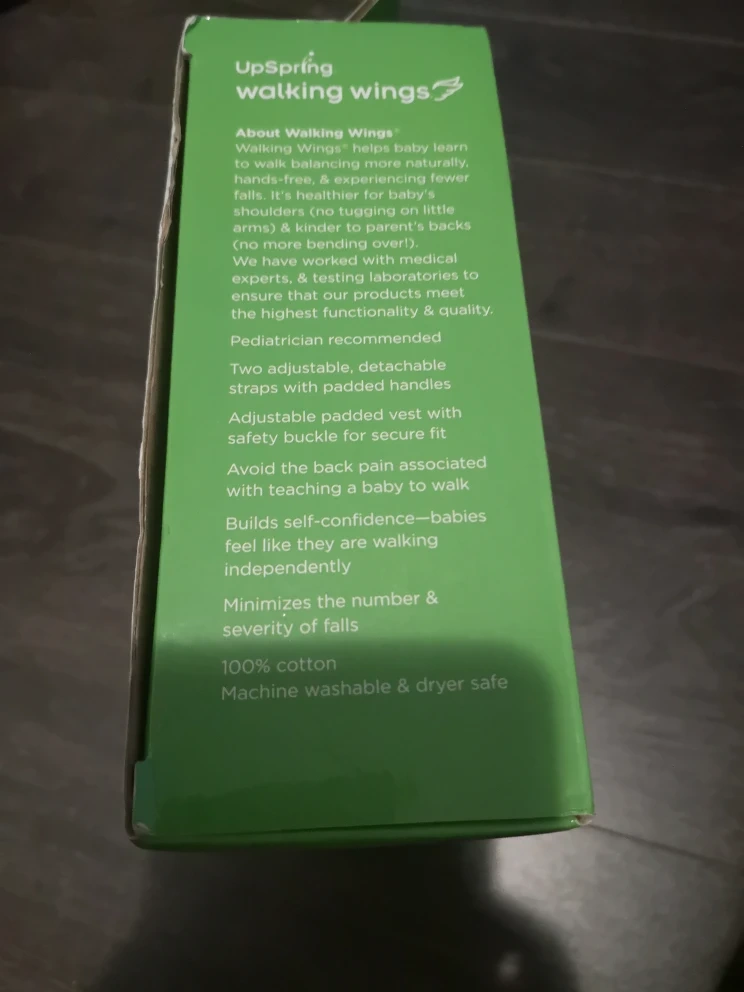 UpSpring
walking wings
About Walking Wings®
Walking Wings® helps baby learn
to walk balancing more naturally,
hands-free, & experiencing fewer
falls. It's healthier for baby's
shoulders (no tugging on little
arms) & kinder to parent's backs
(no more bending over!).
We have worked with medical
experts, & testing laboratories to
ensure that our products meet
the highest functionality & quality.
Pediatrician recommended
Two adjustable, detachable
straps with padded handles
Adjustable padded vest with
safety buckle for secure fit
Avoid the back pain associated
with teaching a baby to walk
Builds self-confidence—babies
feel like they are walking
independently
Minimizes the number &
severity of falls
100% cotton
Machine washable & dryer safe